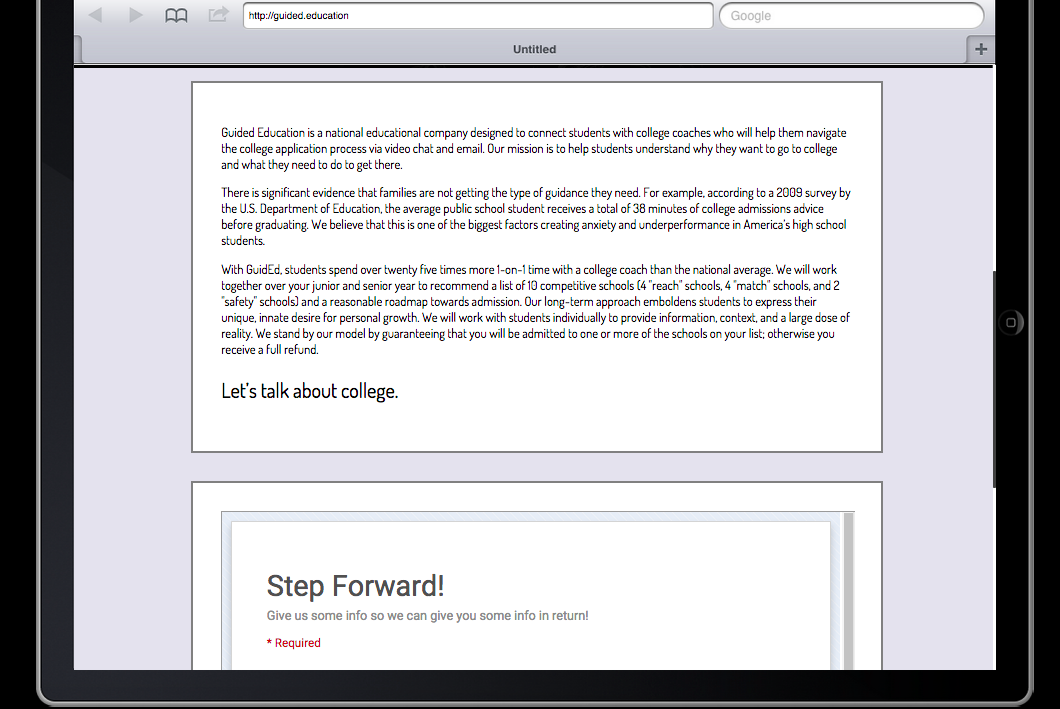 http://guided.education
Google
Untitled
+
Guided Education is a national educational company designed to connect students with college coaches who will help them navigate
the college application process via video chat and email. Our mission is to help students understand why they want to go to college
and what they need to do to get there.
There is significant evidence that families are not getting the type of guidance they need. For example, according to a 2009 survey by
the U.S. Department of Education, the average public school student receives a total of 38 minutes of college admissions advice
before graduating. We believe that this is one of the biggest factors creating anxiety and underperformance in America's high school
students.
With GuidEd, students spend over twenty five times more 1-on-1 time with a college coach than the national average. We will work
together over your junior and senior year to recommend a list of 10 competitive schools (4 "reach" schools, 4 "match" schools, and 2
"safety" schools) and a reasonable roadmap towards admission. Our long-term approach emboldens students to express their
unique, innate desire for personal growth. We will work with students individually to provide information, context, and a large dose of
reality. We stand by our model by guaranteeing that you will be admitted to one or more of the schools on your list; otherwise you
receive a full refund.
Let's talk about college.
Step Forward!
Give us some info so we can give you some info in return!
* Required